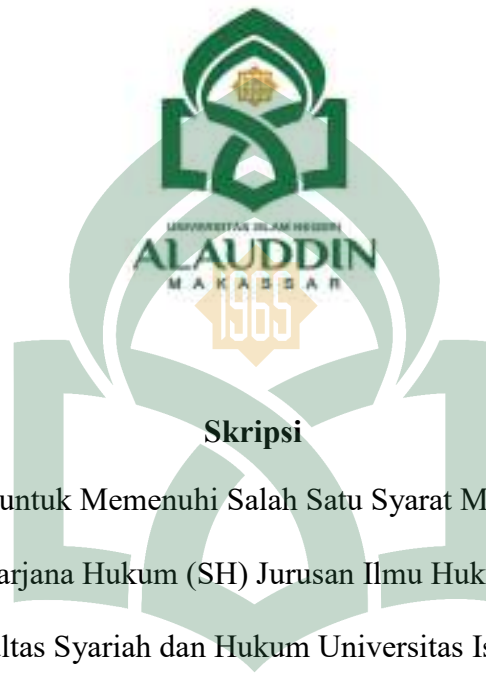 UNIVERSITAS ISLAM NEGERI
ALAUDDIN
MAKASSAR
1965
Skripsi
untuk Memenuhi Salah Satu Syarat M
arjana Hukum (SH) Jurusan Ilmu Huk
ltas Syariah dan Hukum Universitas Is